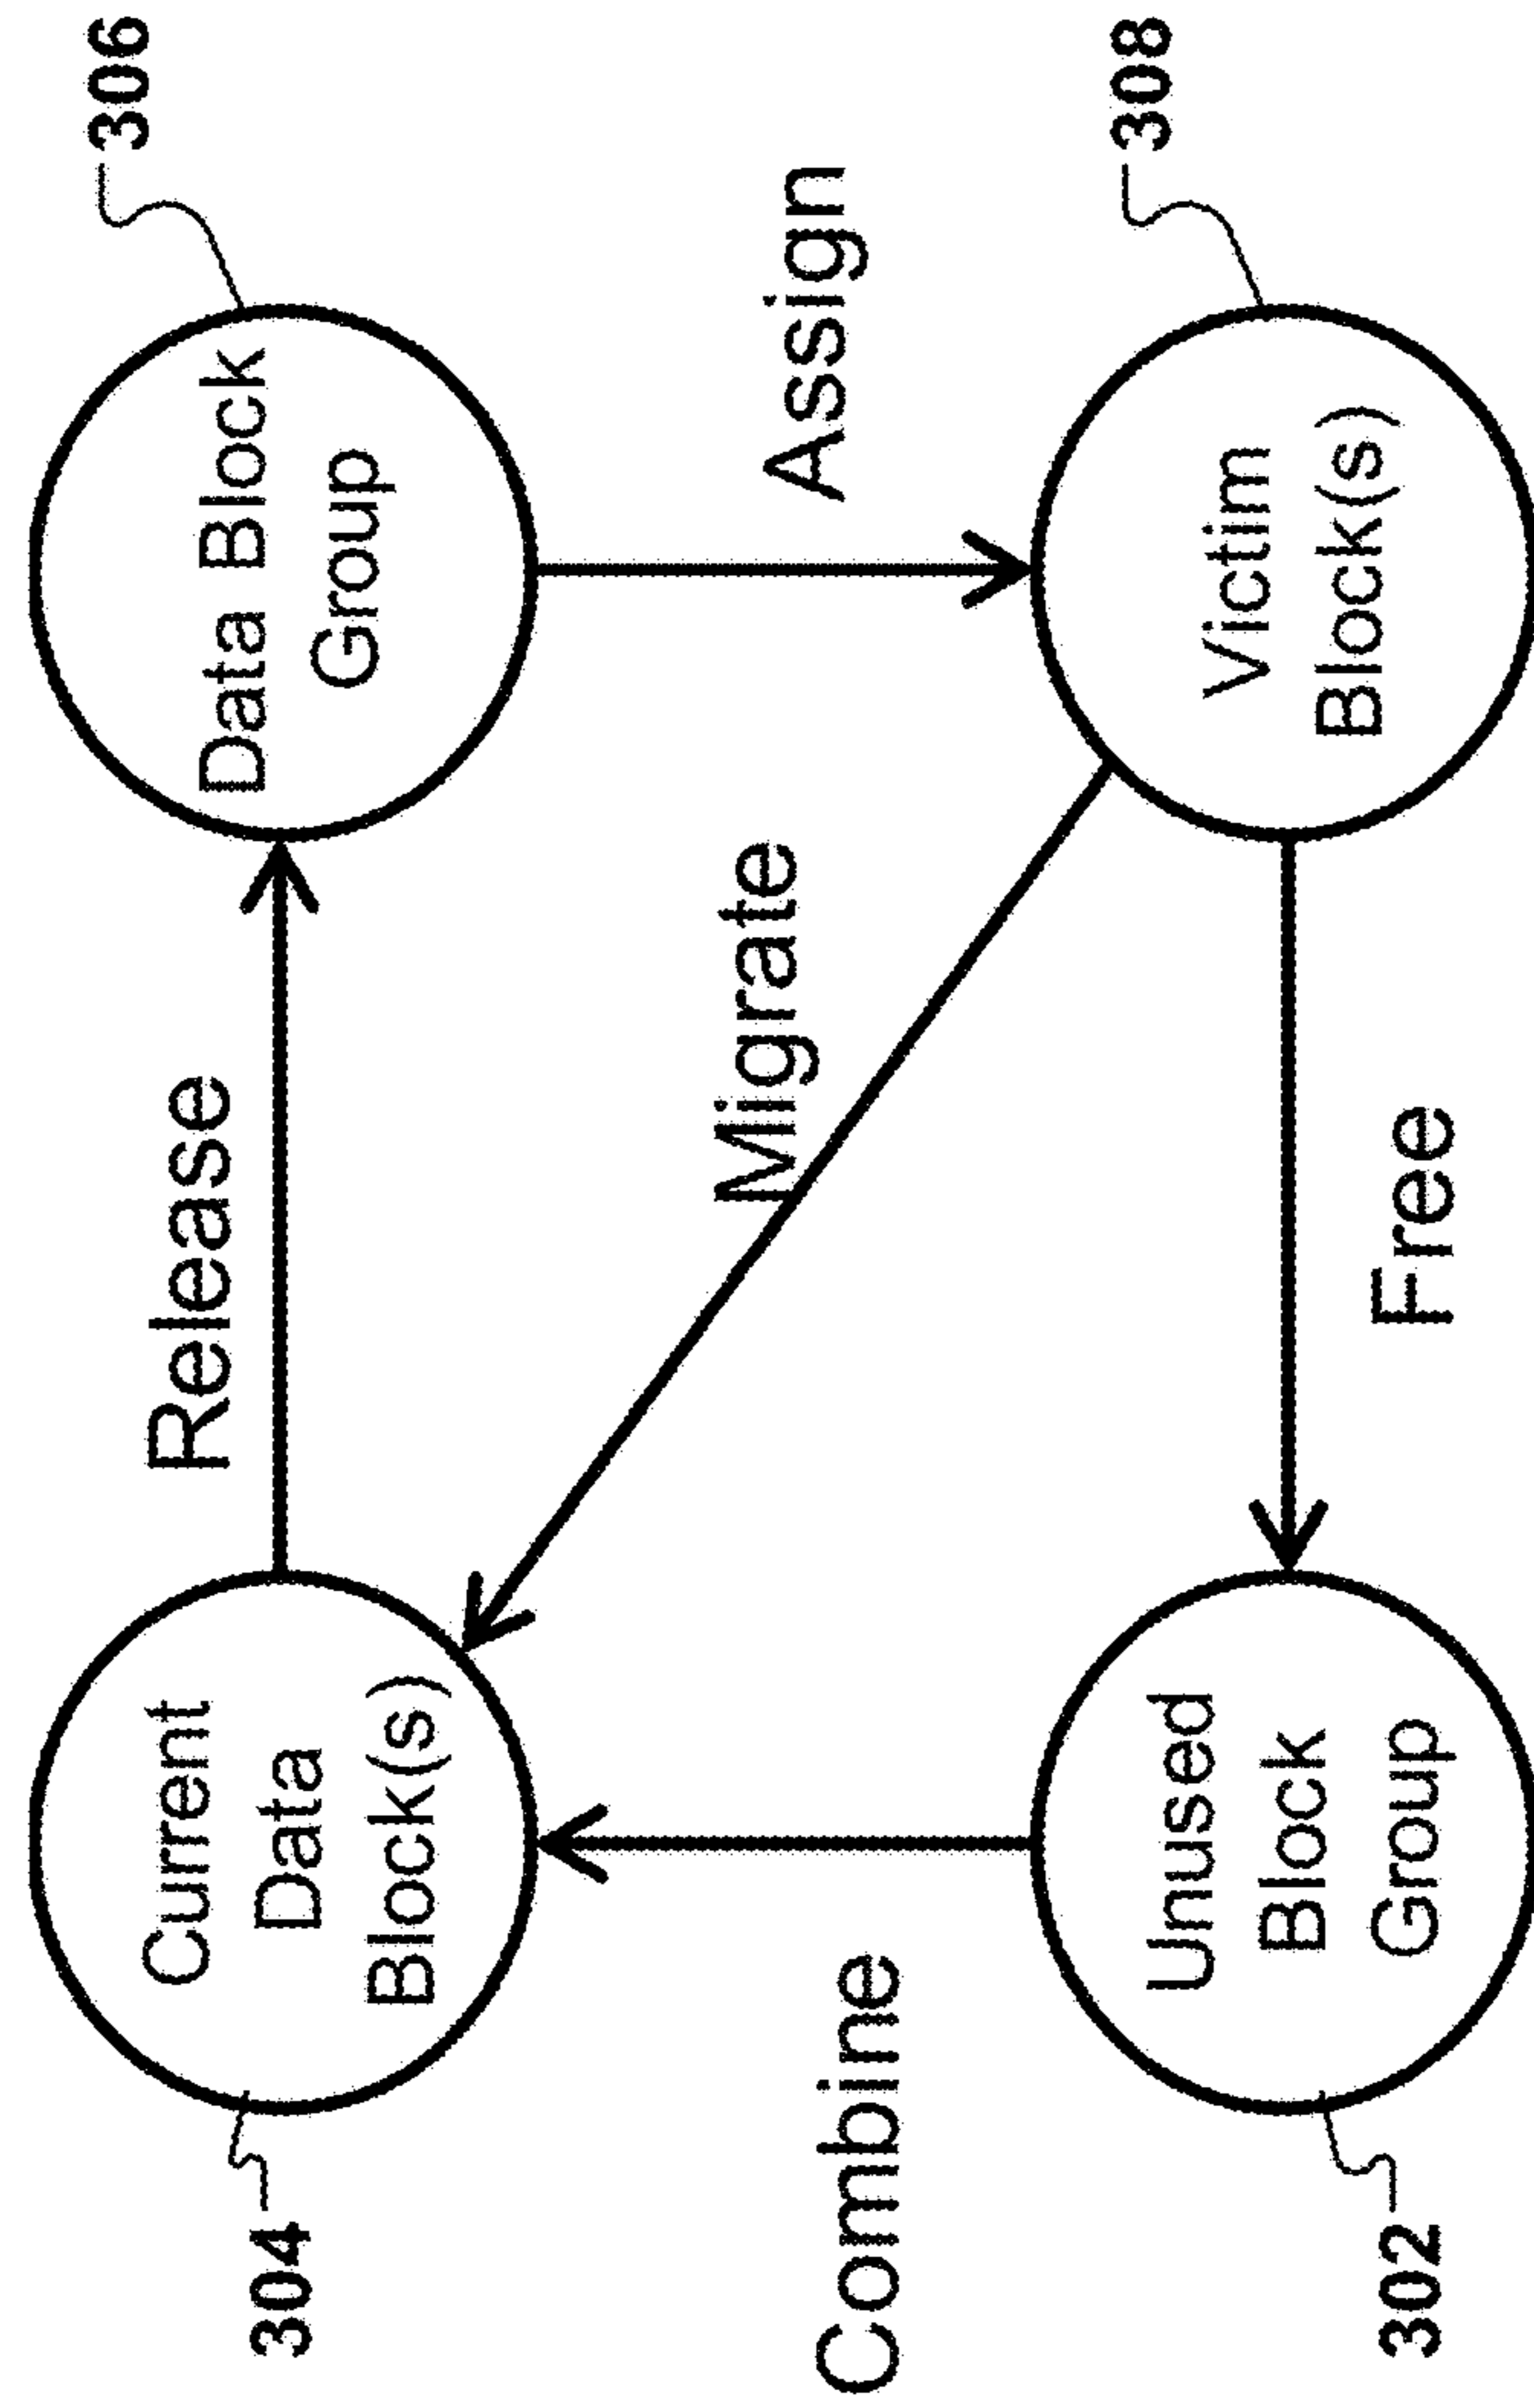 304
Current
Data
Block(s)
Release
Data Block
Group
306
Combine
Migrate
Assign
302
Unused
Block
Group
Free
Victim
Block(s)
308